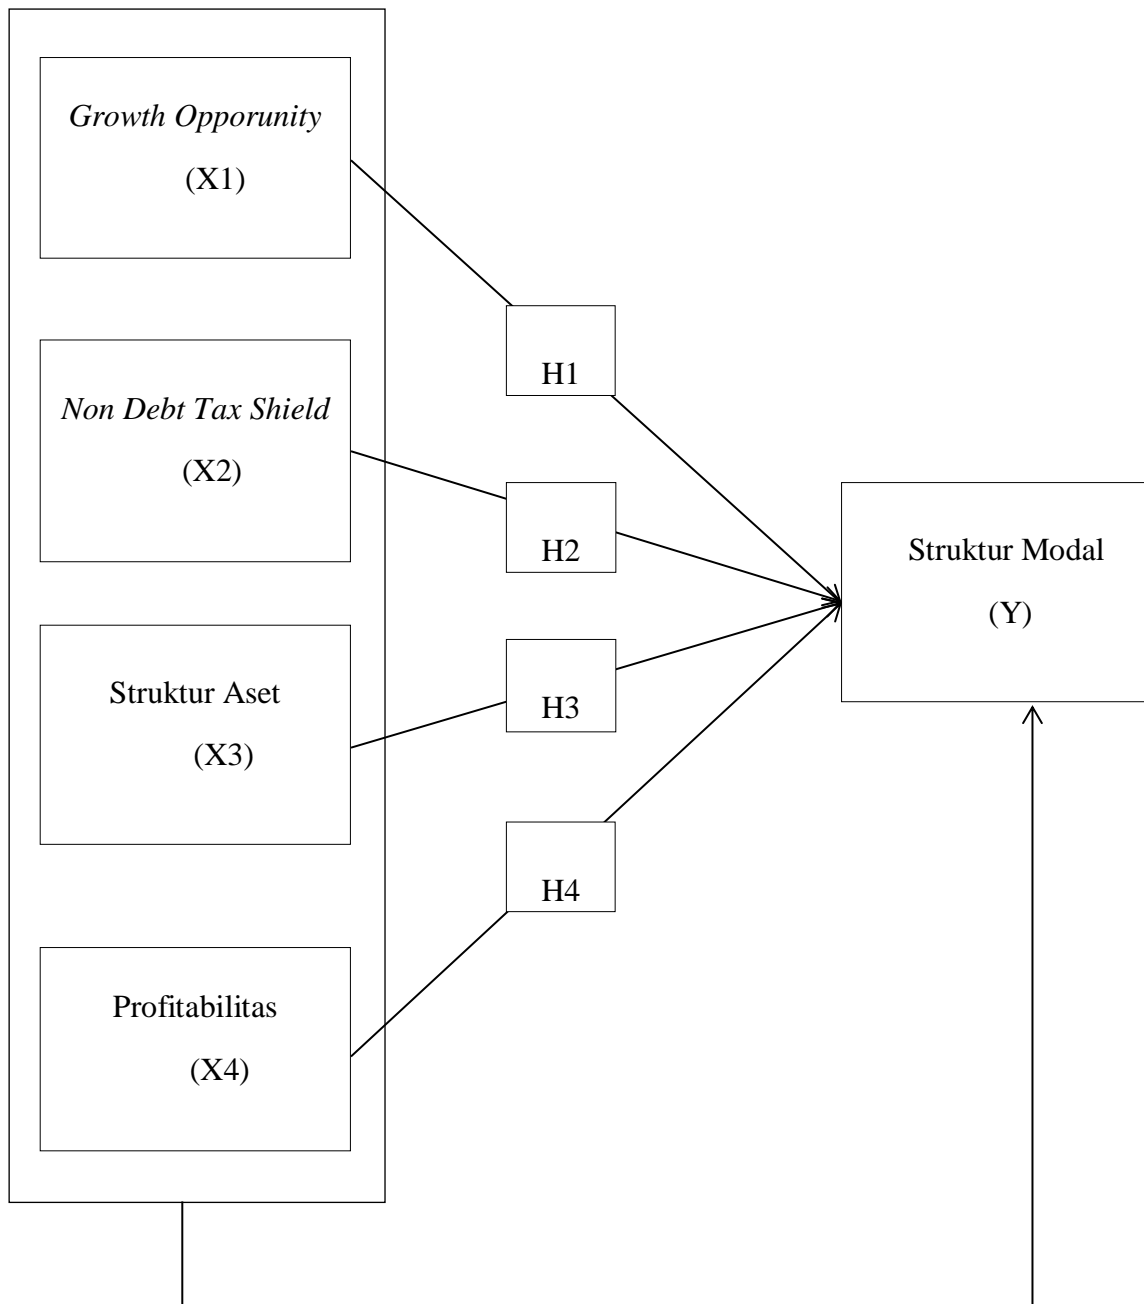 Growth Opporunity
(X1)
H1
Non Debt Tax Shield
(X2)
H2
Struktur Modal
(Y)
Struktur Aset
(X3)
H3
H4
Profitabilitas
(X4)